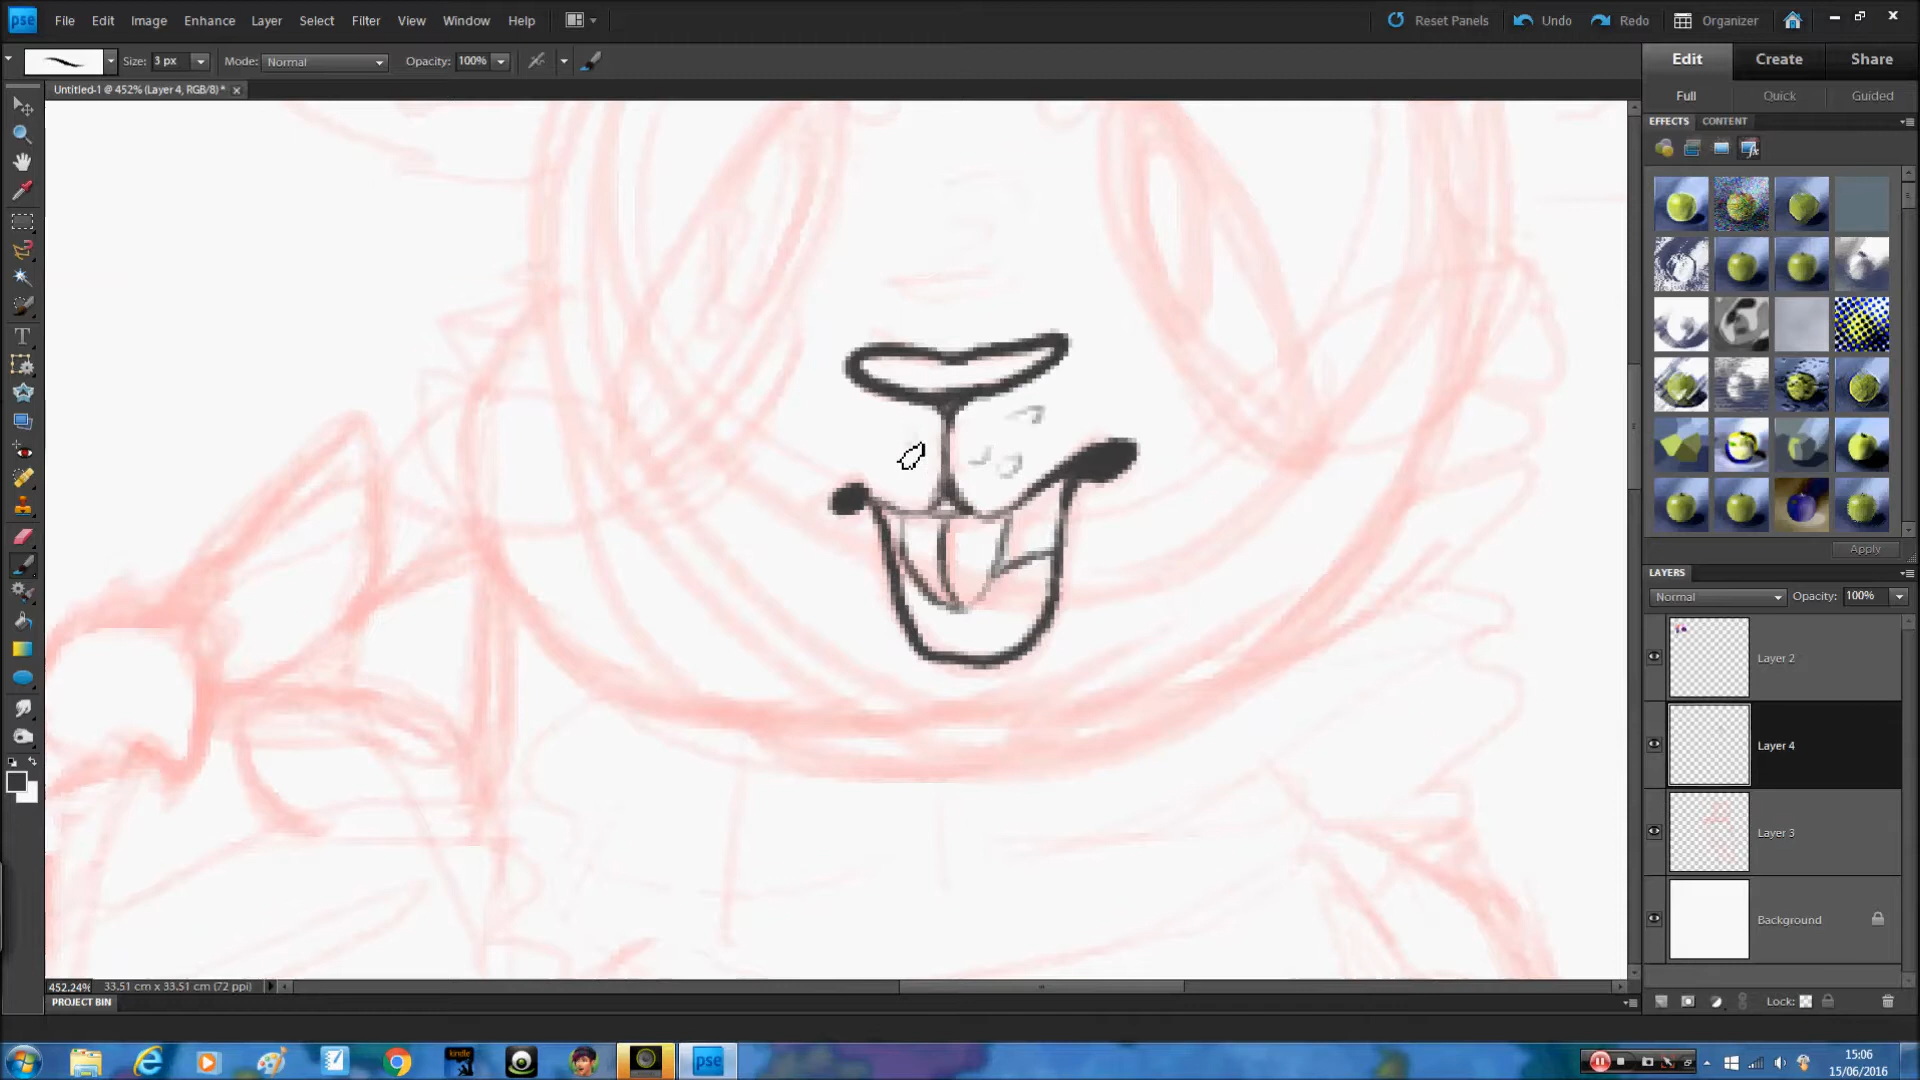 pse File Edit Image Enhance Layer Select Filter View Window Help Reset Panels Undo Redo Organizer
Size: 3 px Mode: Normal Opacity: 100% Edit Create Share
Untitled-1 @ 452% (Layer 4, RGB/8) * Full Quick Guided
EFFECTS CONTENT
Apply
LAYERS
Normal Opacity: 100%
Layer 2
Layer 4
Layer 3
Background
452.24% 33.51 cm x 33.51 cm (72 ppi)
PROJECT BIN Lock:
kindle pse 15:06
15/06/2016